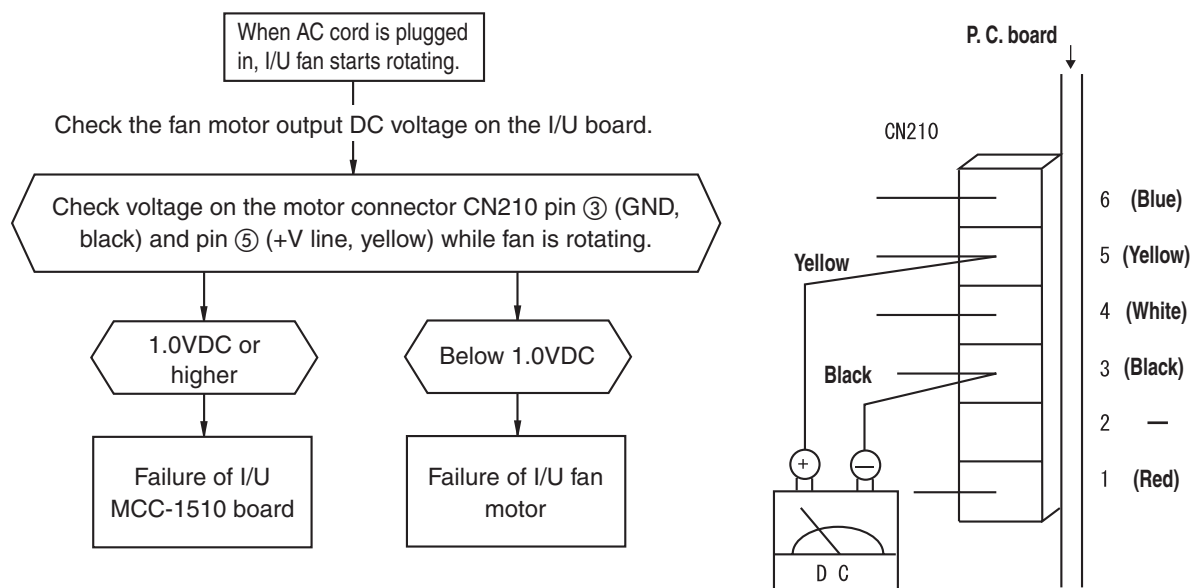 When AC cord is plugged
in, I/U fan starts rotating.
Check the fan motor output DC voltage on the I/U board.
Check voltage on the motor connector CN210 pin ③ (GND,
black) and pin ⑤ (+V line, yellow) while fan is rotating.
1.0VDC or
higher
Below 1.0VDC
Failure of I/U
MCC-1510 board
Failure of I/U fan
motor
P. C. board
CN210
6 (Blue)
Yellow
5 (Yellow)
4 (White)
Black
3 (Black)
2 —
1 (Red)
+ —
D C